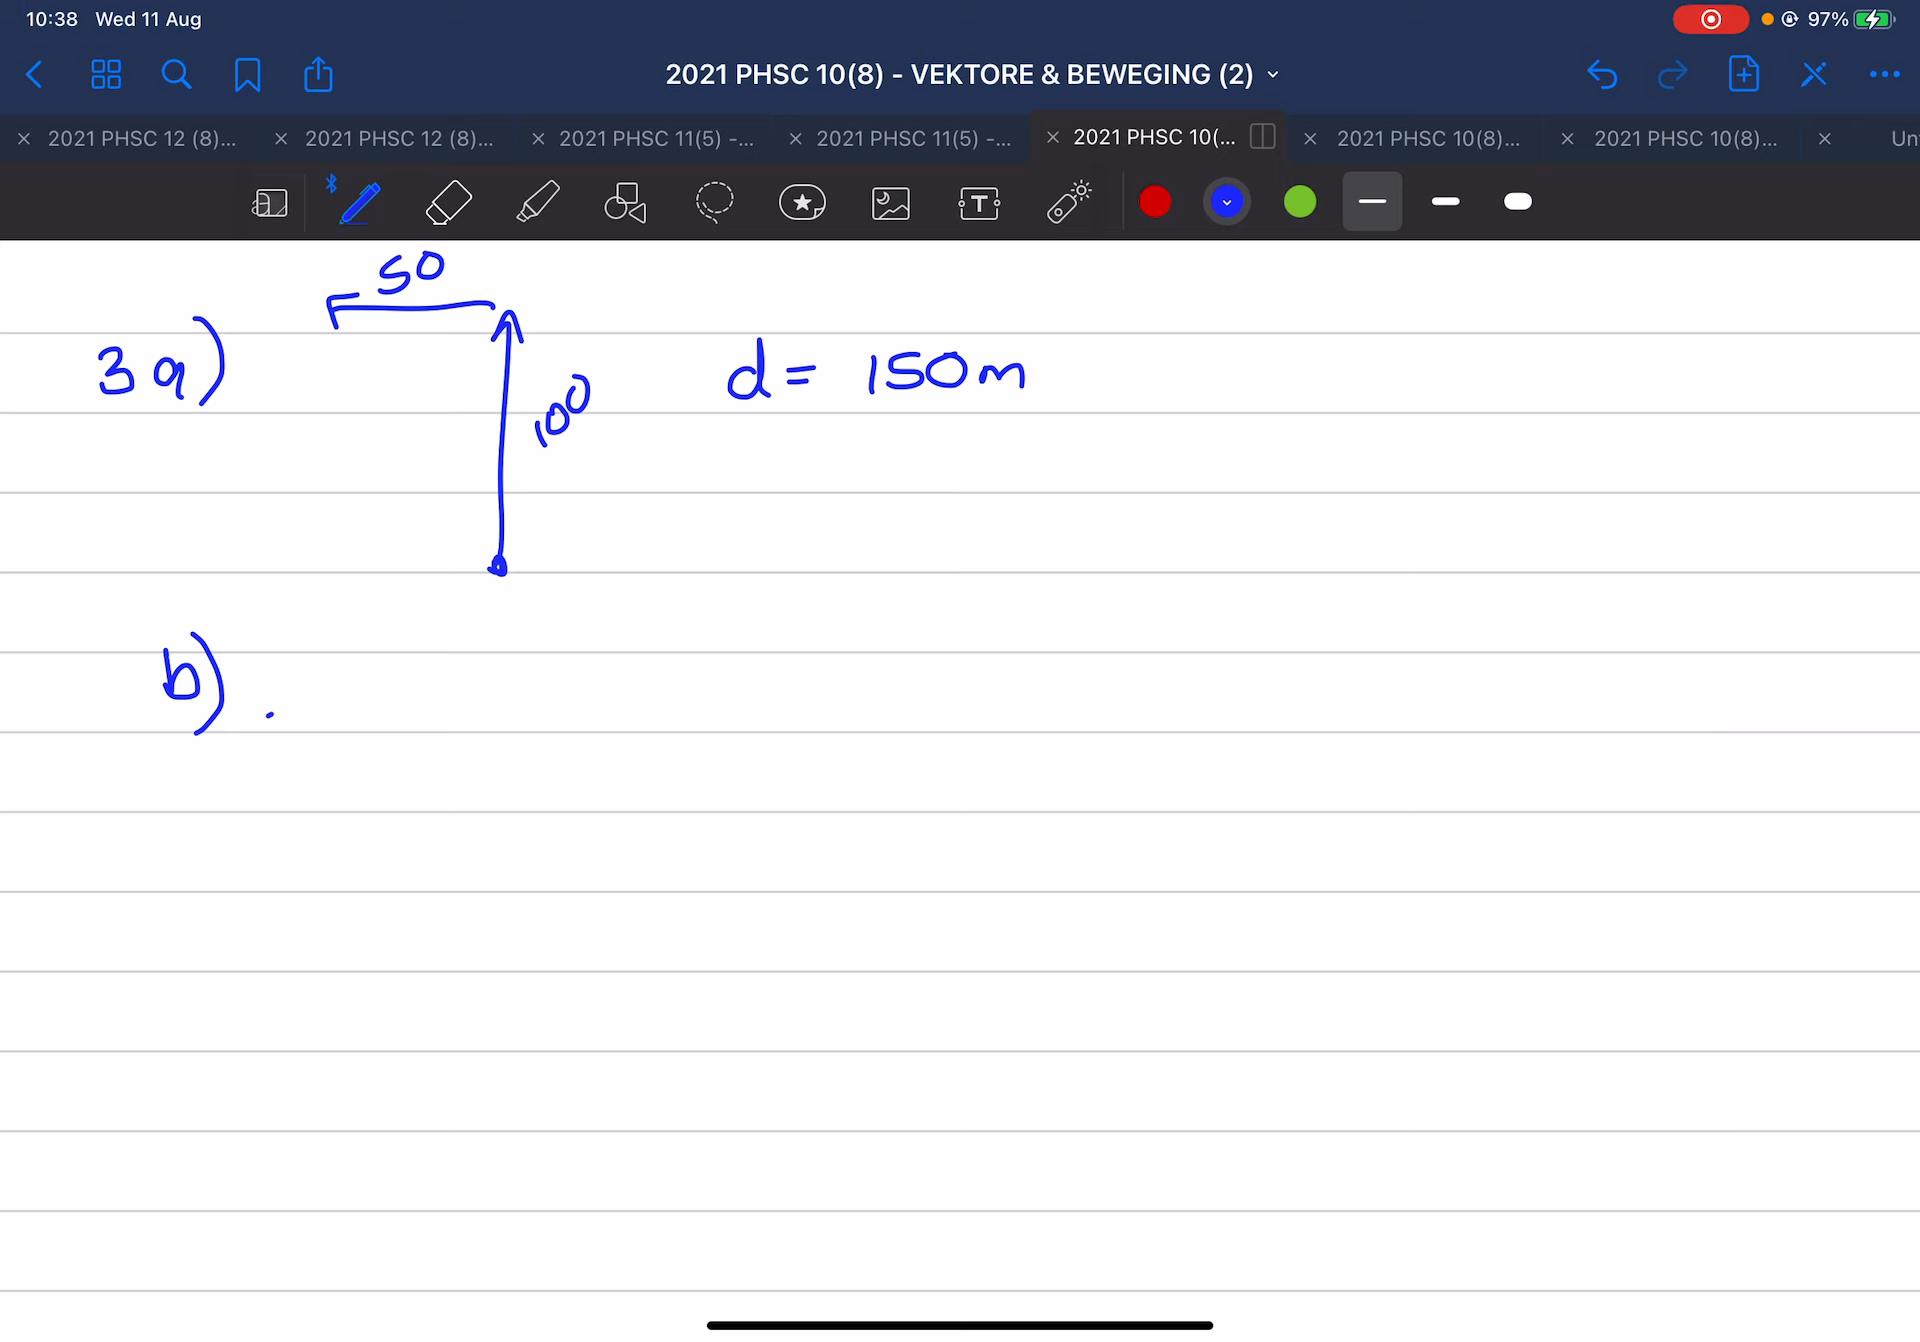 10:38 Wed 11 Aug
97%
2021 PHSC 10(8) - VEKTORE & BEWEGING (2)
2021 PHSC 12 (8)...
2021 PHSC 12 (8)...
2021 PHSC 11(5) -...
2021 PHSC 11(5) -...
2021 PHSC 10(...
2021 PHSC 10(8)...
2021 PHSC 10(8)...
Un
T
50
3a)
d = 150m
100
b) .